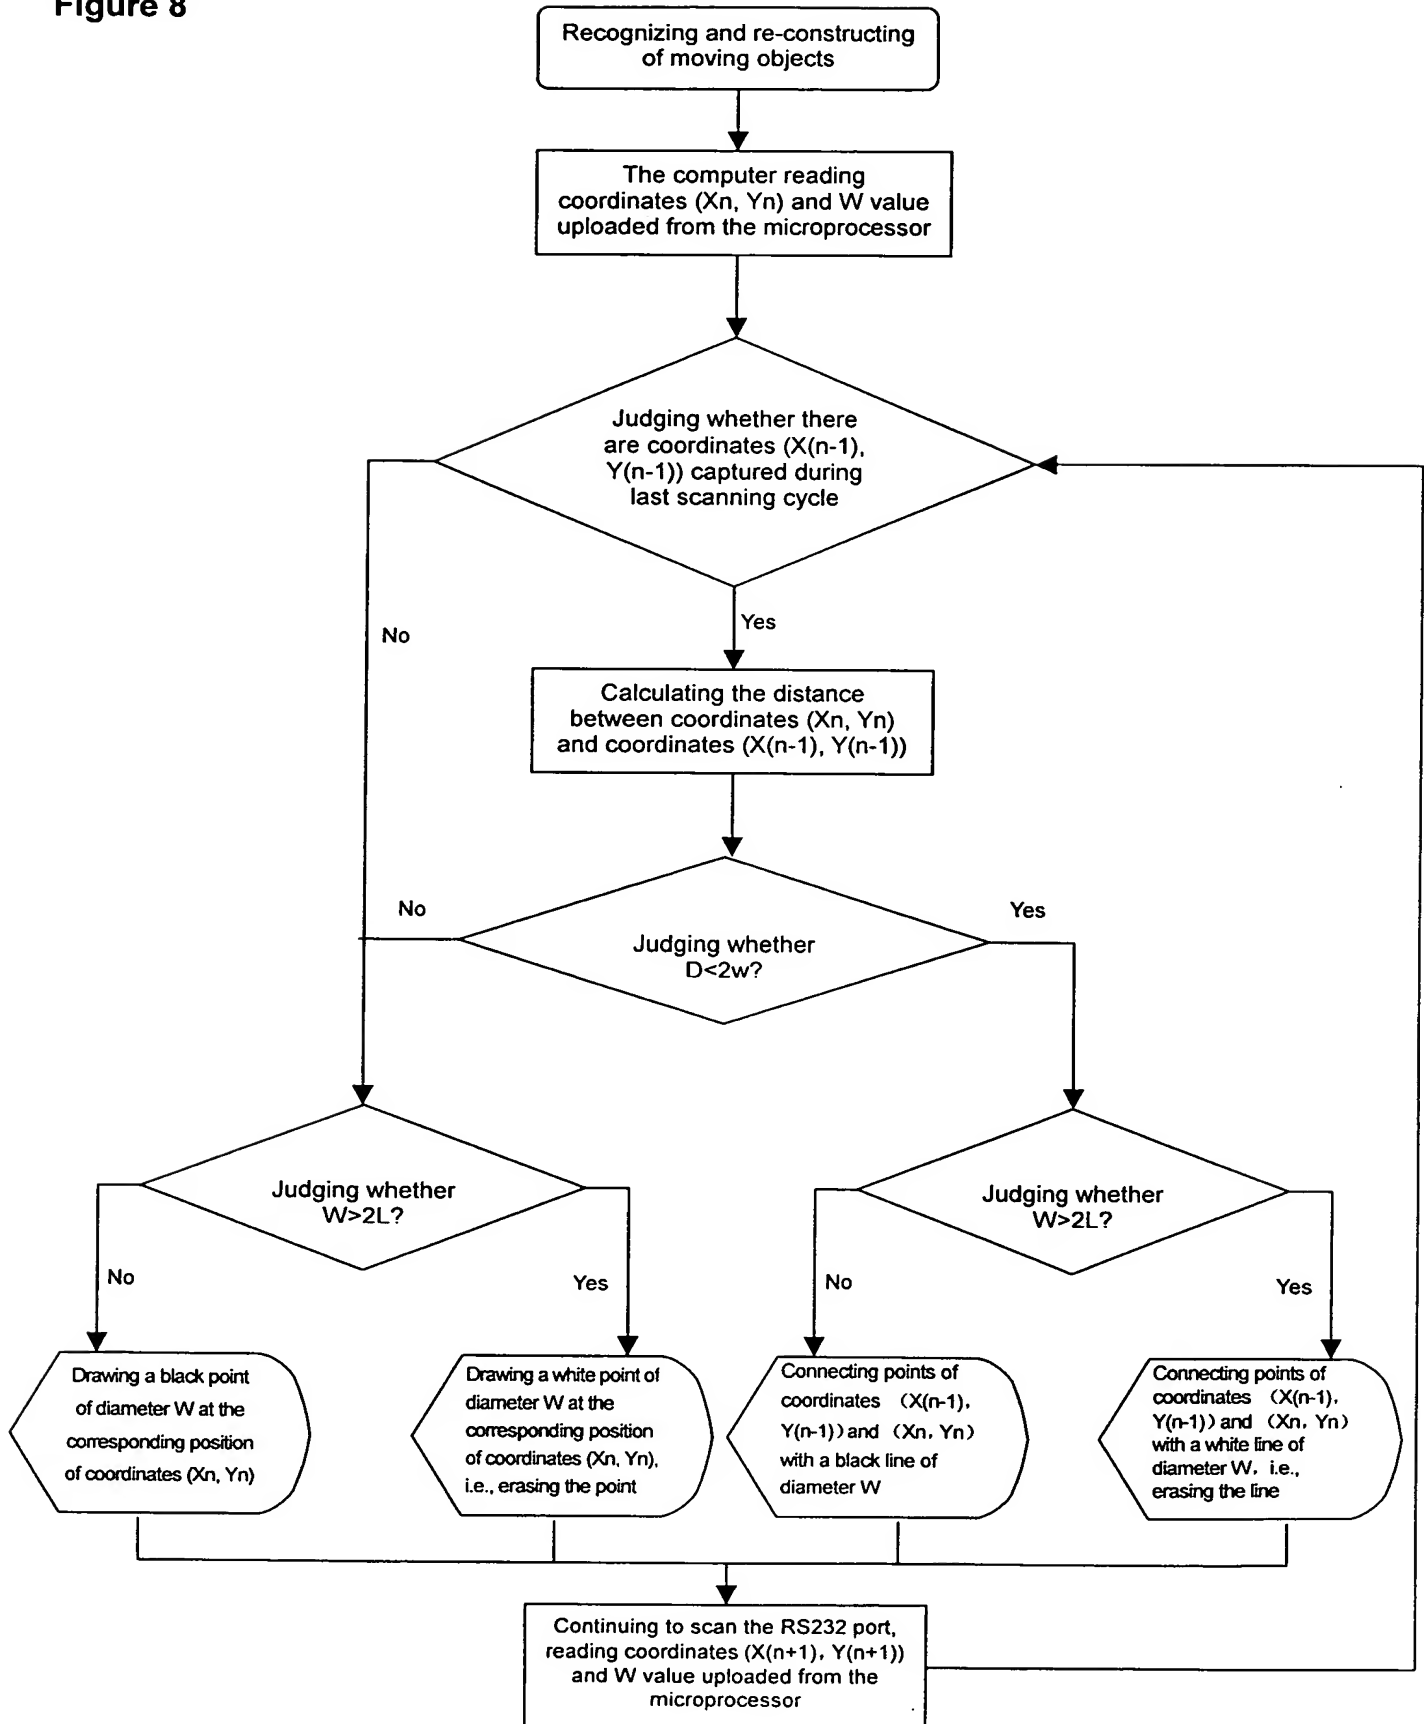 Figure 8
Recognizing and re-constructing
of moving objects
The computer reading
coordinates (Xn, Yn) and W value
uploaded from the microprocessor
Judging whether there
are coordinates (X(n-1),
Y(n-1)) captured during
last scanning cycle
No
Yes
Calculating the distance
between coordinates (Xn, Yn)
and coordinates (X(n-1), Y(n-1))
No
Yes
Judging whether
D<2w?
Judging whether
W>2L?
Judging whether
W>2L?
No
Yes
No
Yes
Drawing a black point
of diameter W at the
corresponding position
of coordinates (Xn, Yn)
Drawing a white point of
diameter W at the
corresponding position
of coordinates (Xn, Yn),
i.e., erasing the point
Connecting points of
coordinates (X(n-1),
Y(n-1)) and (Xn, Yn)
with a black line of
diameter W
Connecting points of
coordinates (X(n-1),
Y(n-1)) and (Xn, Yn)
with a white line of
diameter W, i.e.,
erasing the line
Continuing to scan the RS232 port,
reading coordinates (X(n+1), Y(n+1))
and W value uploaded from the
microprocessor